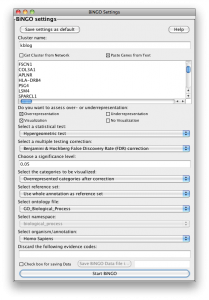 BiNGO Settings
BiNGO settings
Save settings as default
Help
Cluster name:
kblog
Get Cluster from Network
Paste Genes from Text
FSCN1
COL3A1
APLNR
HLA-DRB4
PSG4
LSM4
SPARCL1
Do you want to assess over- or underrepresentation:
Overrepresentation
Underrepresentation
Visualization
No Visualization
Select a statistical test:
Hypergeometric test
Select a multiple testing correction:
Benjamini & Hochberg False Discovery Rate (FDR) correction
Choose a significance level:
0.05
Select the categories to be visualized:
Overrepresented categories after correction
Select reference set:
Use whole annotation as reference set
Select ontology file:
GO_Biological_Process
Select namespace:
biological_process
Select organism/annotation:
Homo Sapiens
Discard the following evidence codes:
Check box for saving Data
Save BiNGO Data file in:
Start BiNGO